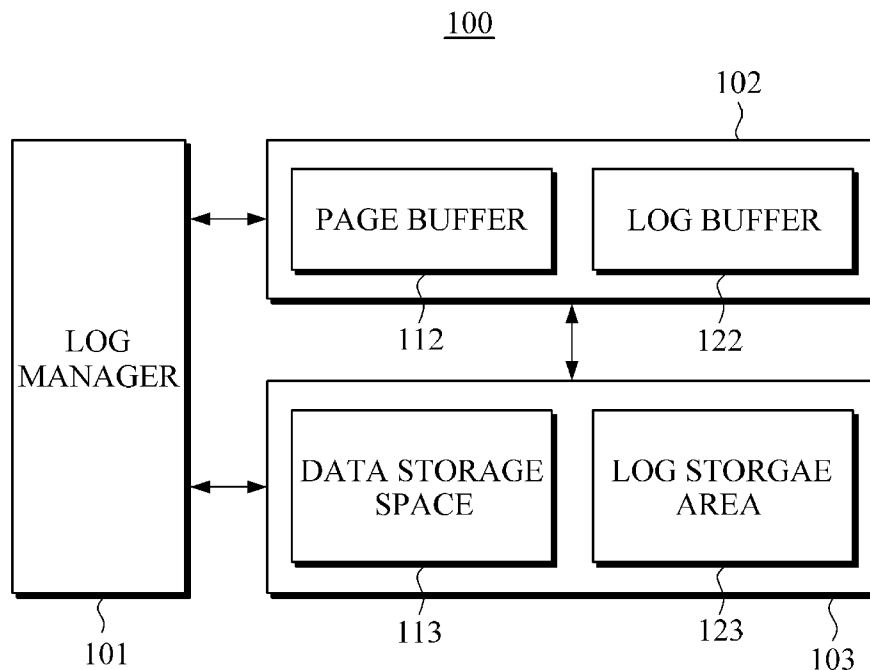 100
102
PAGE BUFFER
LOG BUFFER
112
122
LOG
MANAGER
DATA STORAGE
SPACE
LOG STORGAE
AREA
101
113
123
103